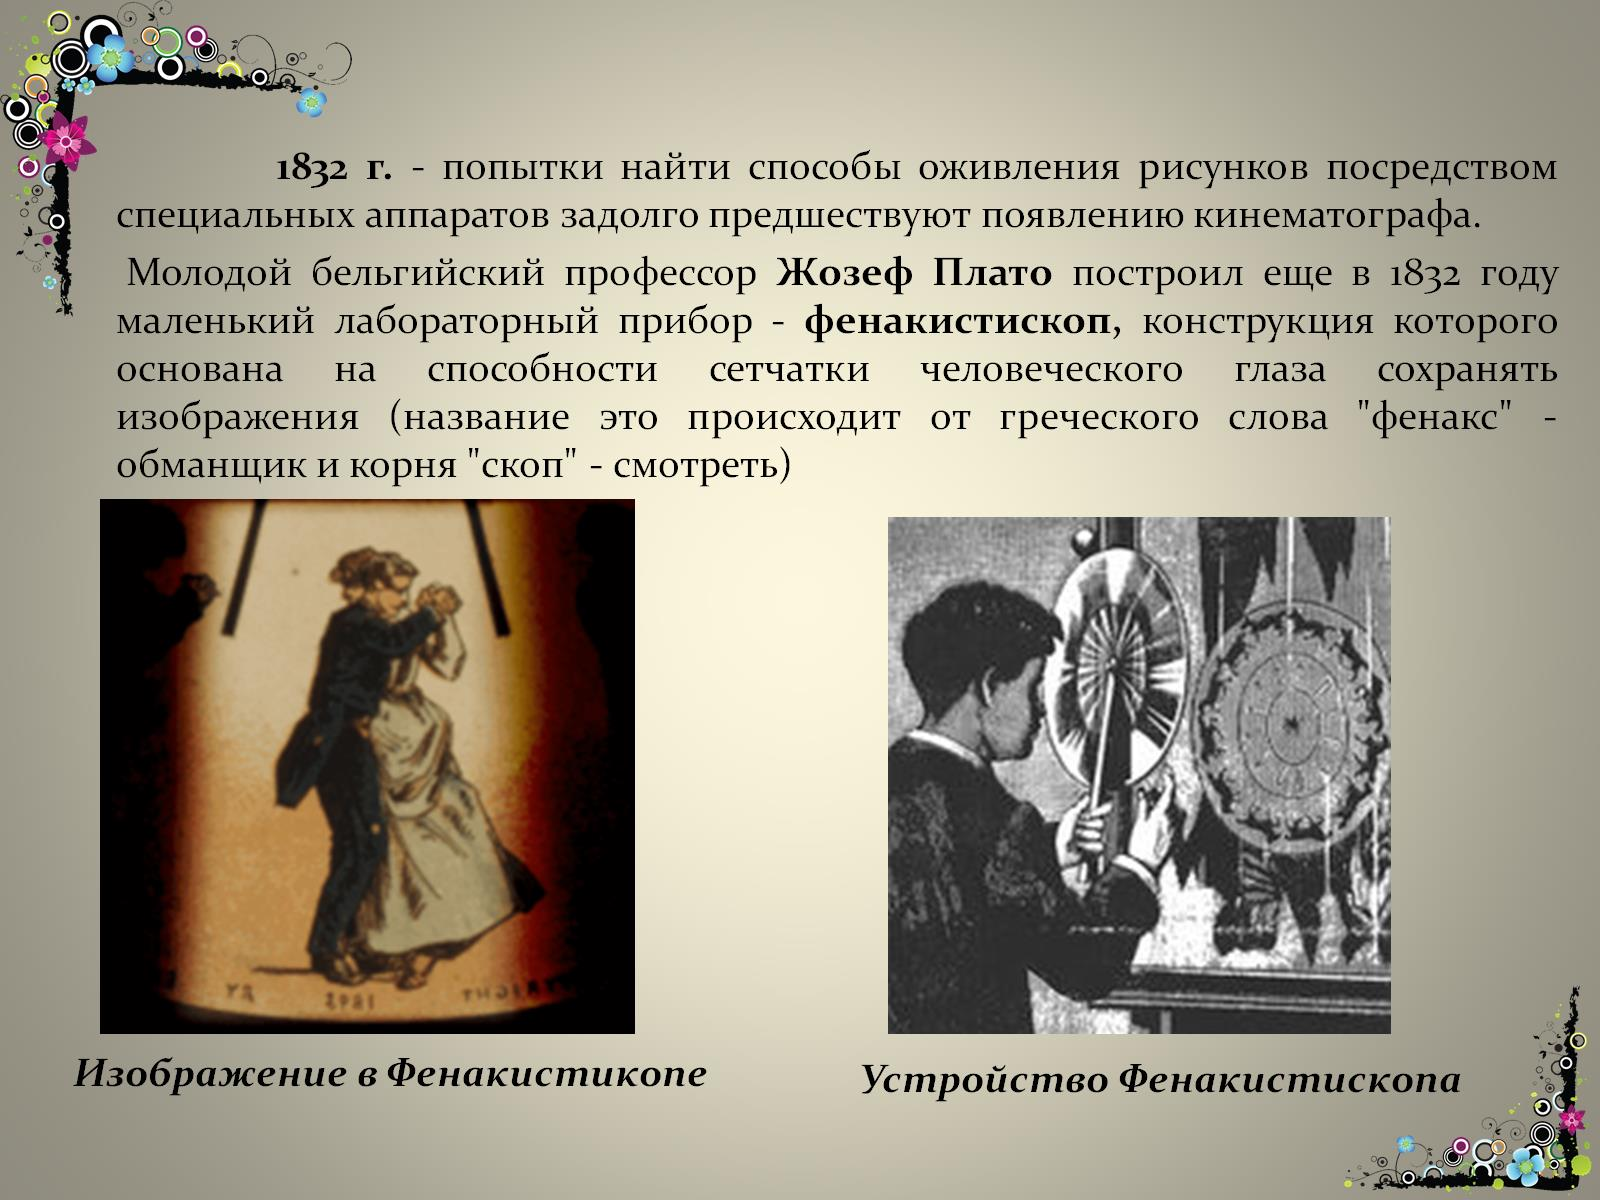 1832 г. - попытки найти способы оживления рисунков посредством
специальных аппаратов задолго предшествуют появлению кинематографа.
Молодой бельгийский профессор Жозеф Плато построил еще в 1832 году
маленький лабораторный прибор - фенакистископ, конструкция которого
основана на способности сетчатки человеческого глаза сохранять
изображения (название это происходит от греческого слова "фенакс" -
обманщик и корня "скоп" - смотреть)
Изображение в Фенакистикопе
Устройство Фенакистископа